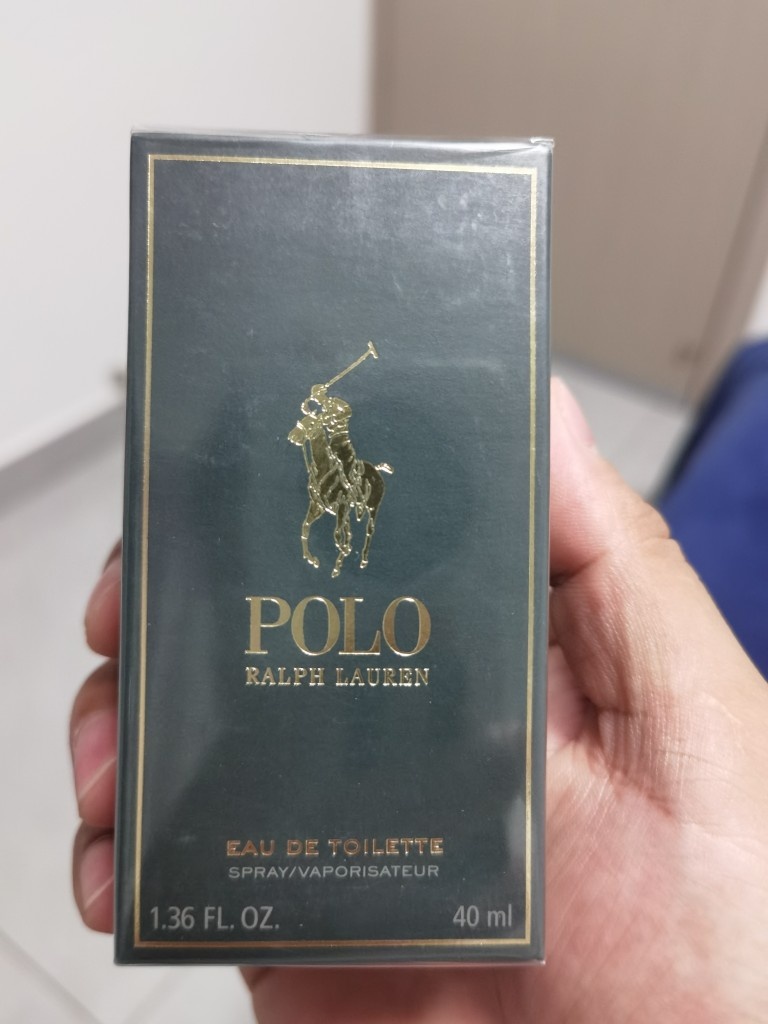 POLO
RALPH LAUREN
EAU DE TOILETTE
SPRAY/VAPORISATEUR
1.36 FL. OZ. 40 ml